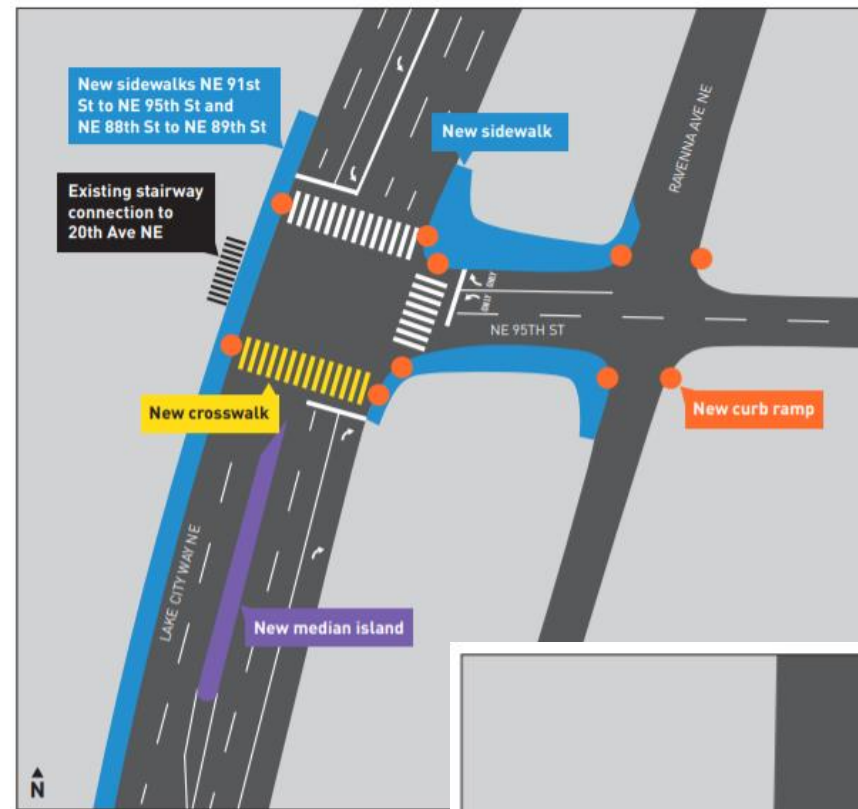 New sidewalks NE 91st
St to NE 95th St and
NE 88th St to NE 89th St
New sidewalk
RAVENNA AVE NE
Existing stairway
connection to
20th Ave NE
ONLY
ONLY
NE 95TH ST
New crosswalk
New curb ramp
LAKE CITY WAY NE
New median island
N